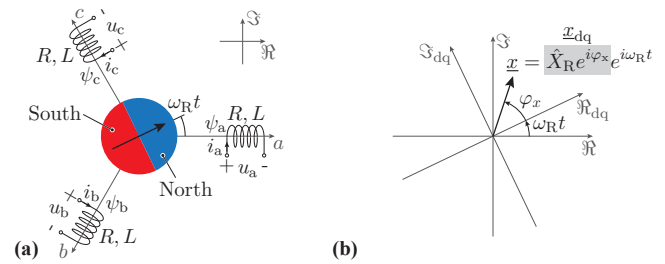 c
- u_c
+
ℑ
R, L
i_c
ψ_c
ℜ
South
ω_R t
R, L
ψ_a
i_a
a
+ u_a -
North
+
i_b
ψ_b
u_b
-
R, L
b
(a)
ℑ
x_dq
ℑ_dq
x = X̂_R e^{iφ_x} e^{iω_R t}
φ_x
ℜ_dq
ω_R t
ℜ
(b)